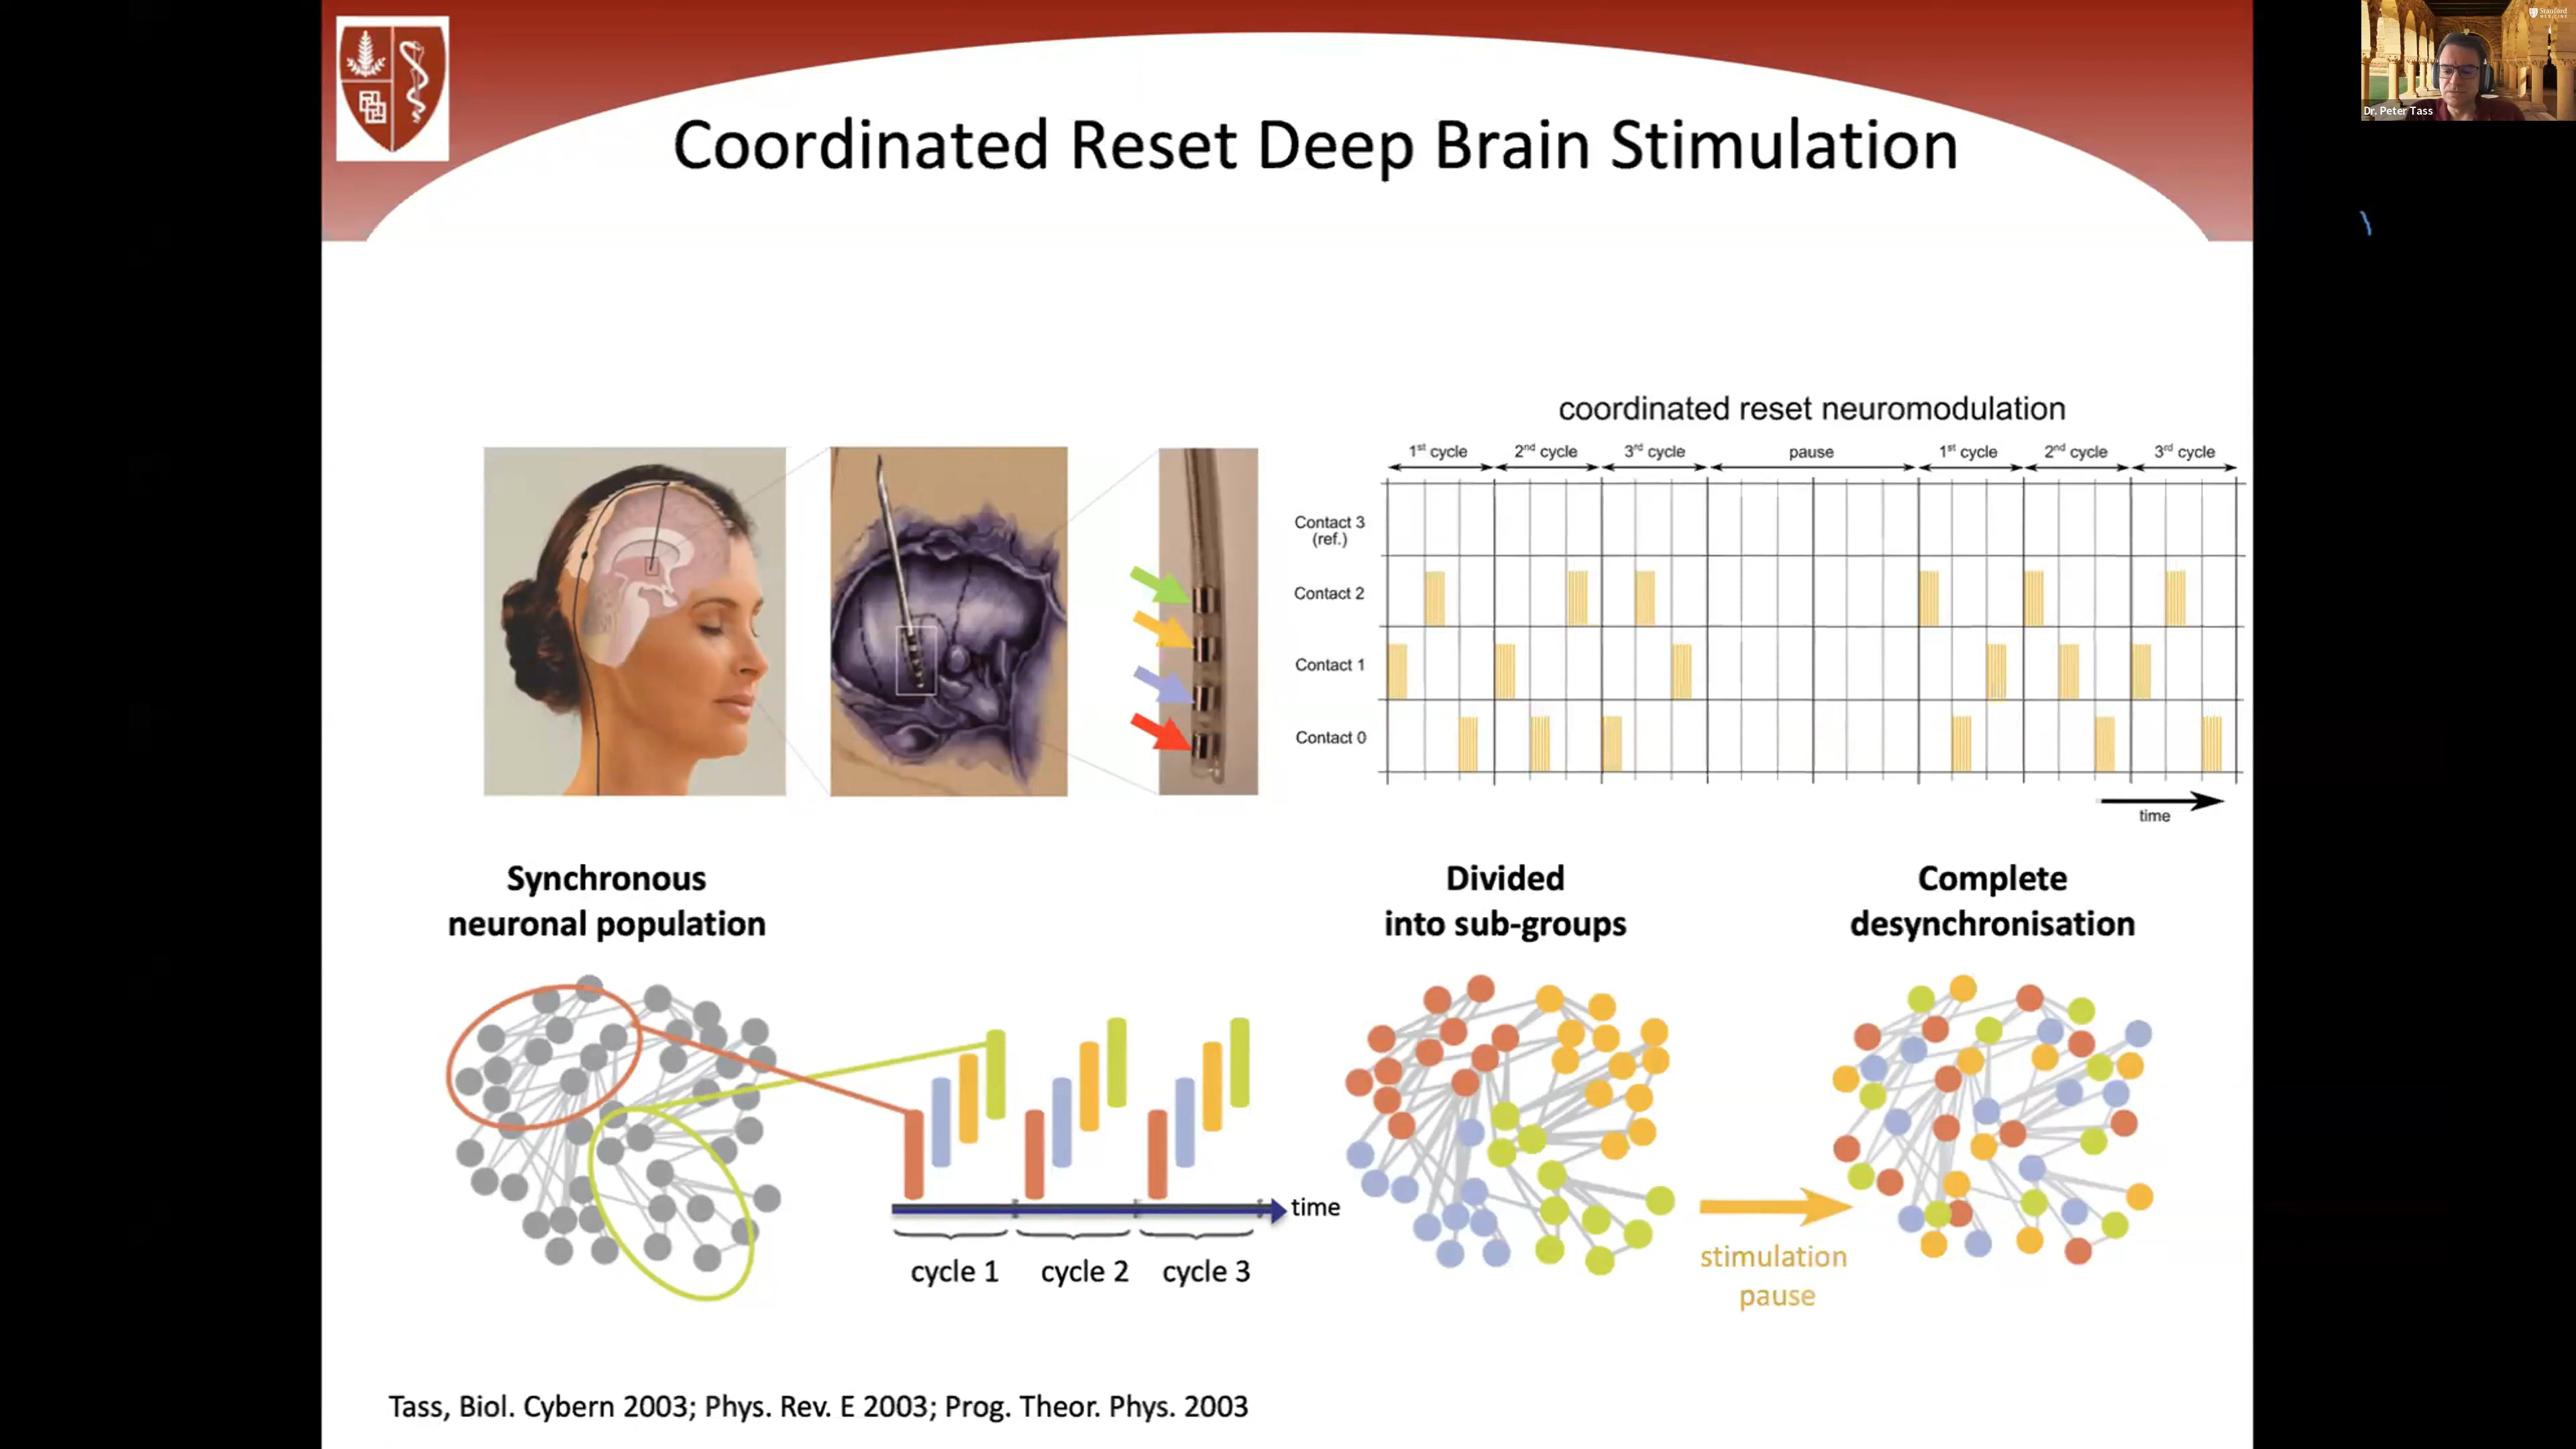 Coordinated Reset Deep Brain Stimulation
Stanford
MEDICINE
Dr. Peter Tass
coordinated reset neuromodulation
1st cycle 2nd cycle 3rd cycle pause 1st cycle 2nd cycle 3rd cycle
Contact 3
(ref.)
Contact 2
Contact 1
Contact 0
time
Synchronous
neuronal population
Divided
into sub-groups
Complete
desynchronisation
time
cycle 1 cycle 2 cycle 3
stimulation
pause
Tass, Biol. Cybern 2003; Phys. Rev. E 2003; Prog. Theor. Phys. 2003